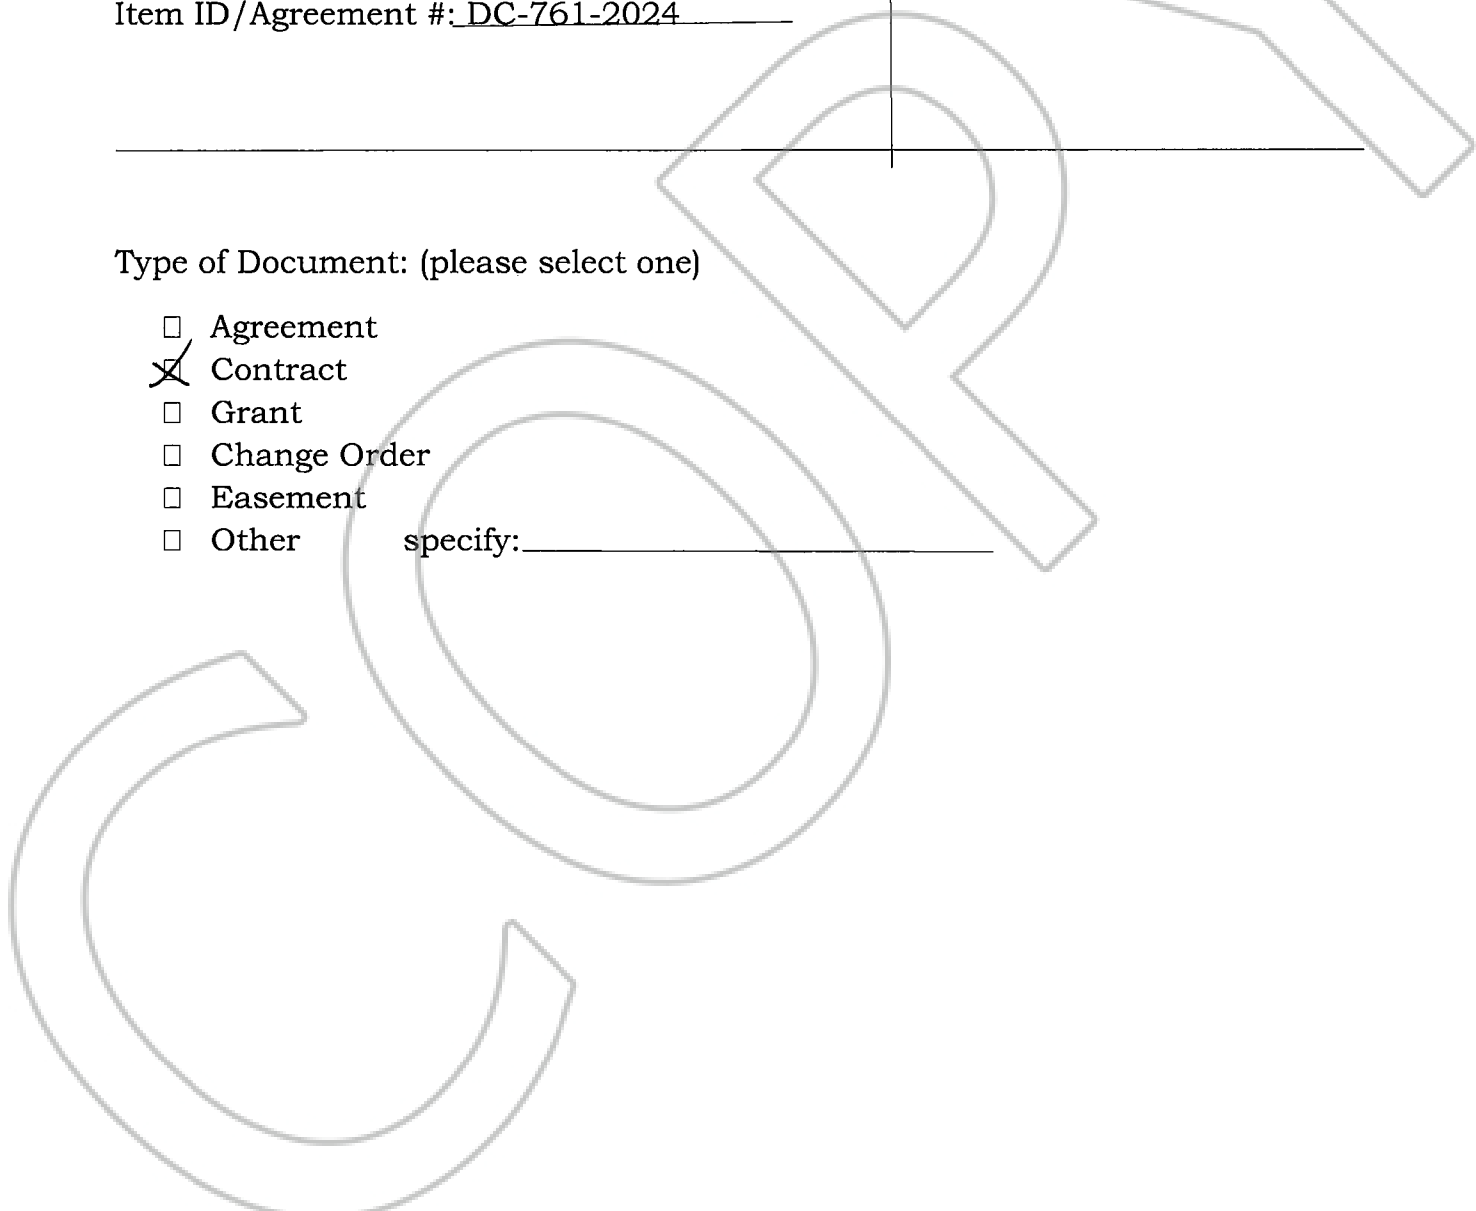 Item ID/Agreement #: DC-761-2024
Type of Document: (please select one)
☐ Agreement
☒ Contract
☐ Grant
☐ Change Order
☐ Easement
☐ Other specify:
COPY